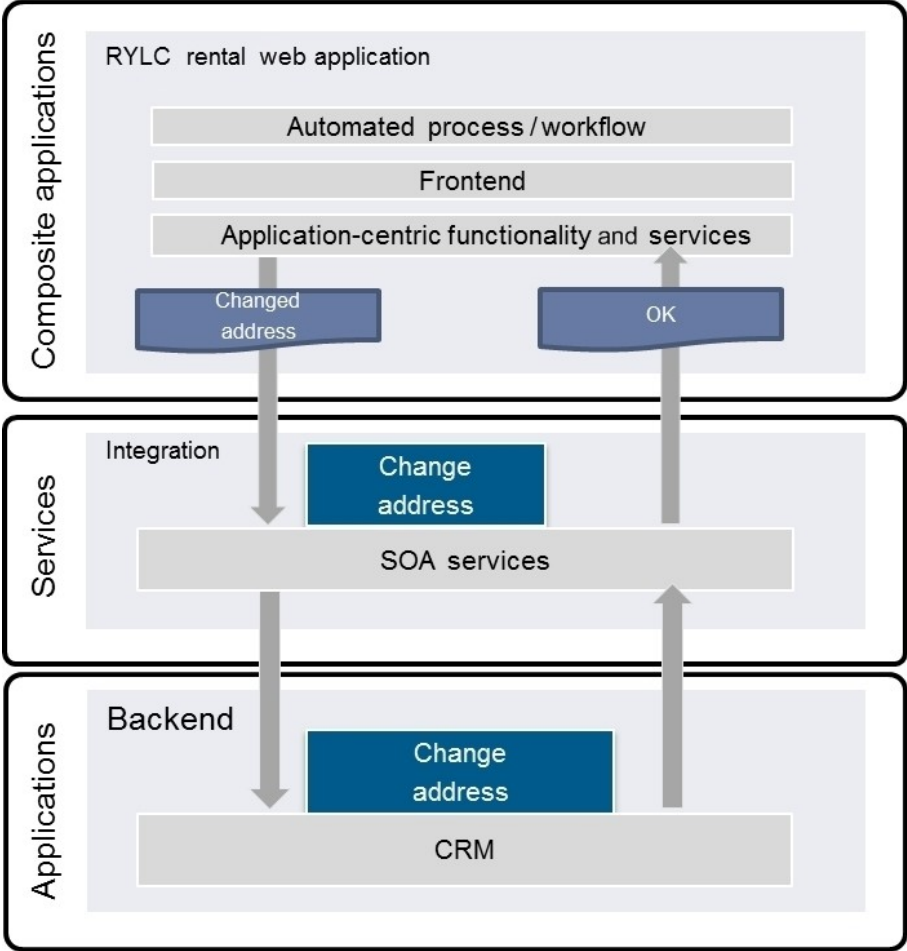 Composite applications
RYLC rental web application
Automated process / workflow
Frontend
Application-centric functionality and services
Changed
address
OK
Services
Integration
Change
address
SOA services
Applications
Backend
Change
address
CRM